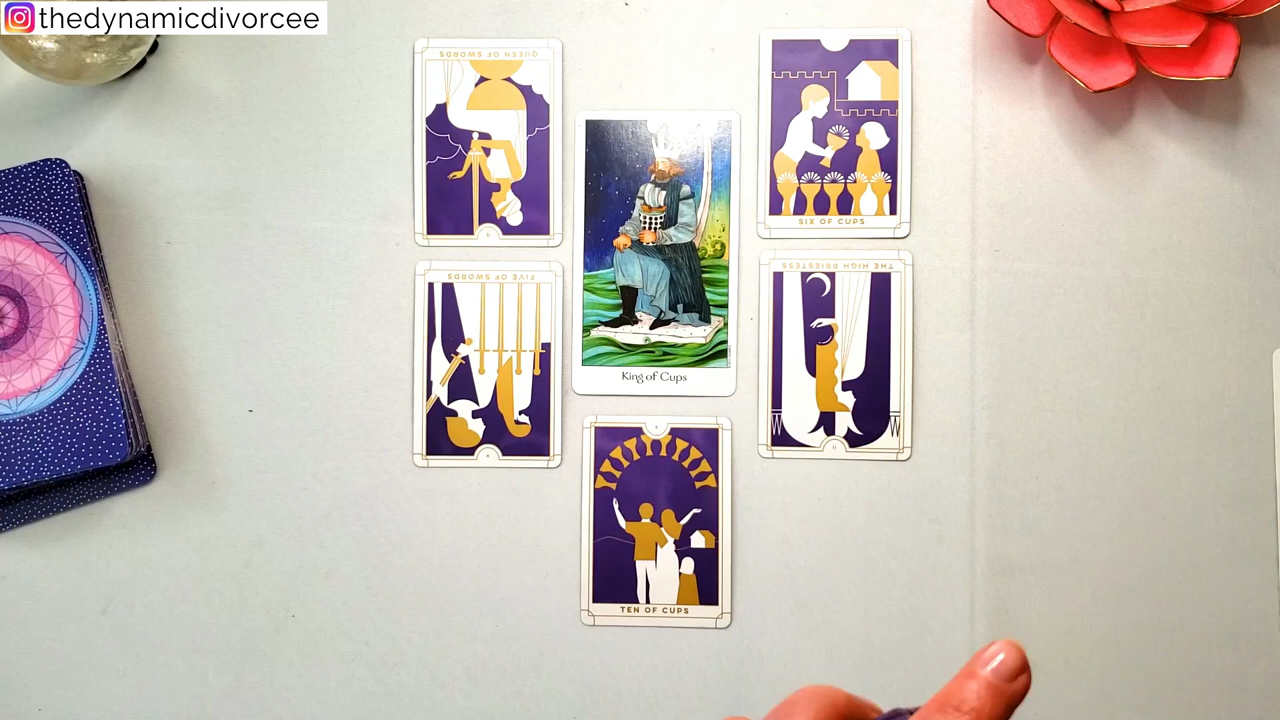 thedynamicdivorcee
QUEEN OF SWORDS
SIX OF CUPS
King of Cups
FIVE OF SWORDS
THE HIGH PRIESTESS
TEN OF CUPS